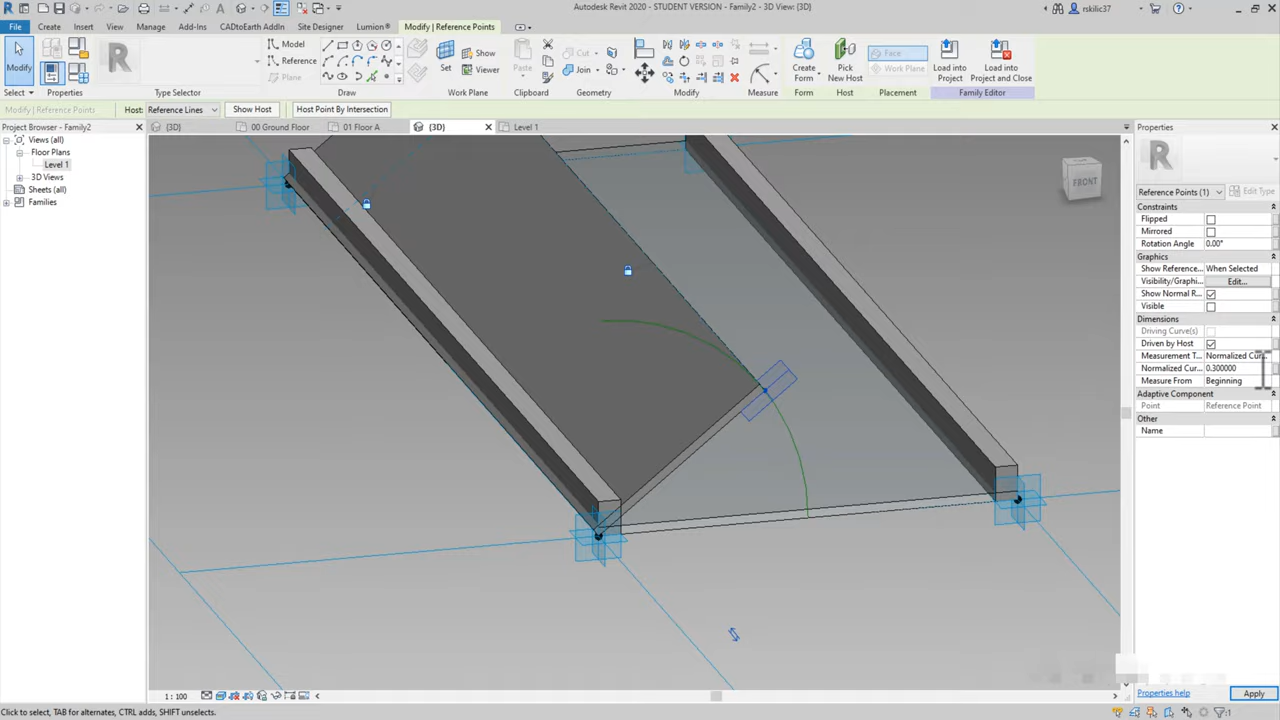 Autodesk Revit 2020 - STUDENT VERSION - Family2 - 3D View: {3D}
rskilic37
File Create Insert View Manage Add-Ins CADtoEarth AddIn Site Designer Lumion® Modify | Reference Points
Modify
Select
Properties
Type Selector
Model
Reference
Plane
Draw
Set
Show
Viewer
Work Plane
Paste
Clipboard
Cut
Join
Geometry
Modify
Measure
Create Form
Form
Pick New Host
Host
Face
Work Plane
Placement
Load into Project
Load into Project and Close
Family Editor
Modify | Reference Points Host: Reference Lines Show Host Host Point By Intersection
Project Browser - Family2
{3D} 00 Ground Floor 01 Floor A {3D} Level 1
Views (all)
Floor Plans
Level 1
3D Views
Sheets (all)
Families
FRONT
Properties
R
Reference Points (1) Edit Type
Constraints
Flipped
Mirrored
Rotation Angle 0.00°
Graphics
Show Reference... When Selected
Visibility/Graphi... Edit...
Show Normal R...
Visible
Dimensions
Driving Curve(s)
Driven by Host
Measurement T... Normalized Cur...
Normalized Cur... 0.300000
Measure From Beginning
Adaptive Component
Point Reference Point
Other
Name
Properties help Apply
1 : 100
Click to select, TAB for alternates, CTRL adds, SHIFT unselects.
:1